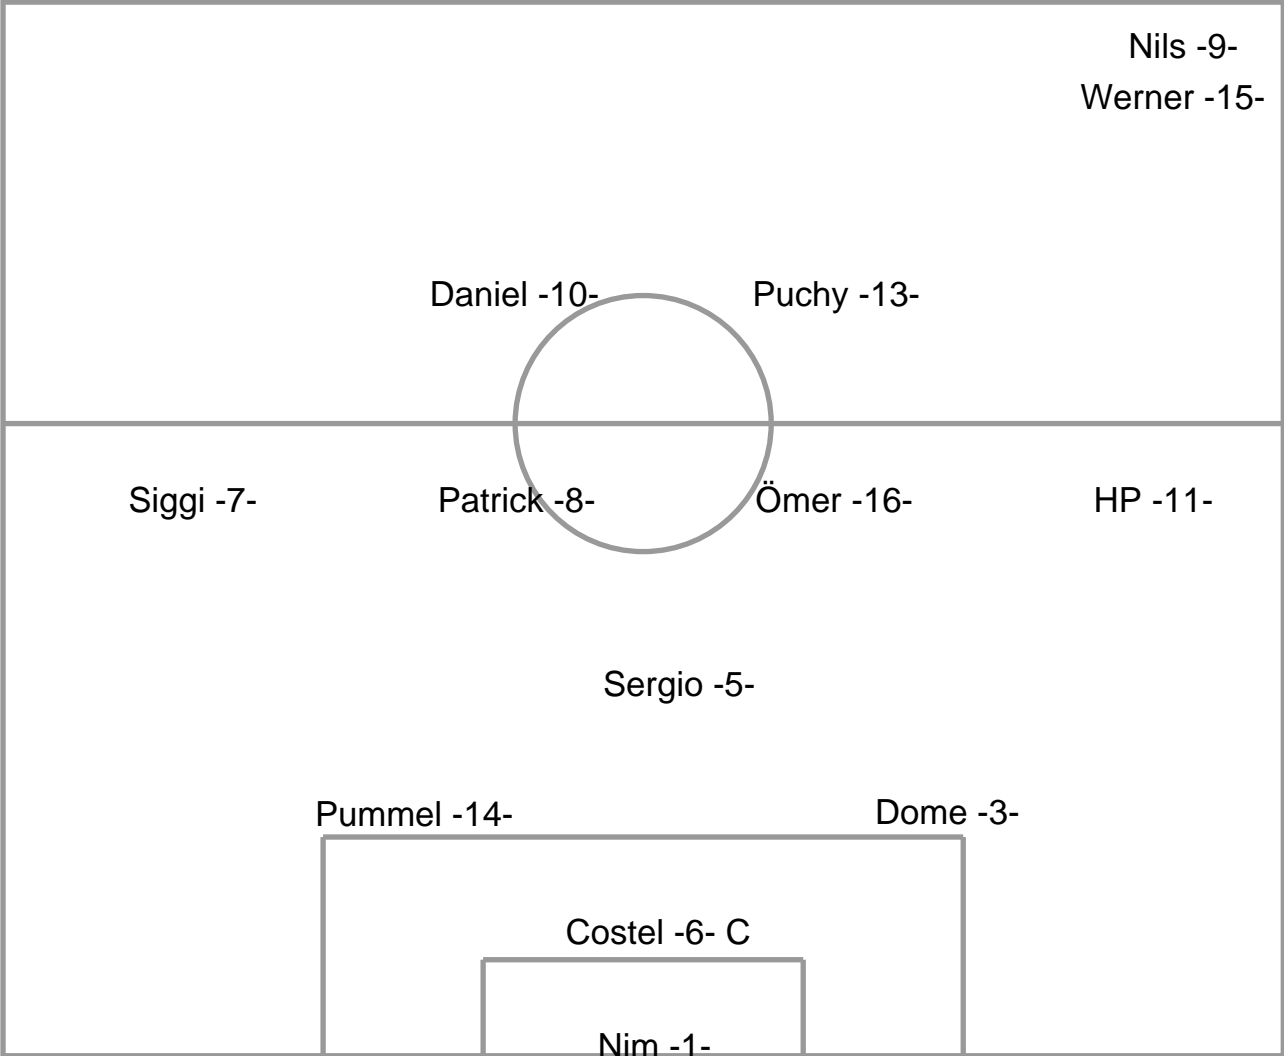 Nils -9-
Werner -15-
Daniel -10-
Puchy -13-
Siggi -7-
Patrick -8-
Ömer -16-
HP -11-
Sergio -5-
Pummel -14-
Dome -3-
Costel -6- C
Nim -1-